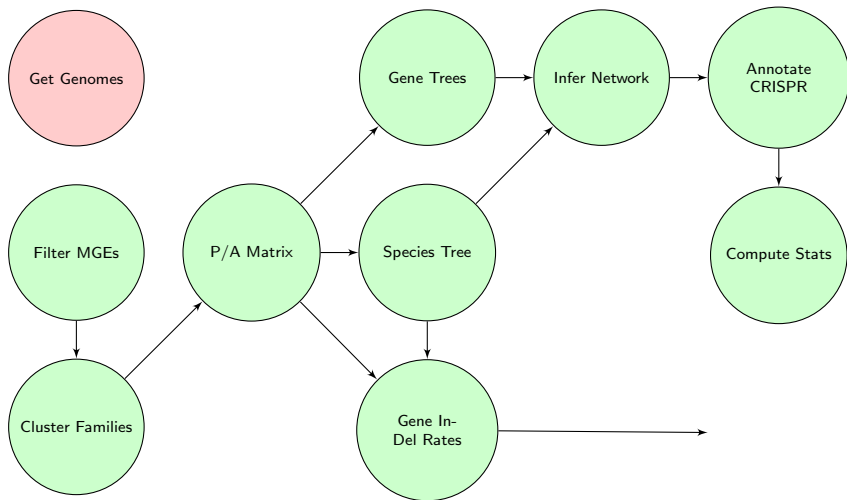 Get Genomes
Gene Trees
Infer Network
Annotate
CRISPR
Filter MGEs
P/A Matrix
Species Tree
Compute Stats
Cluster Families
Gene In-
Del Rates